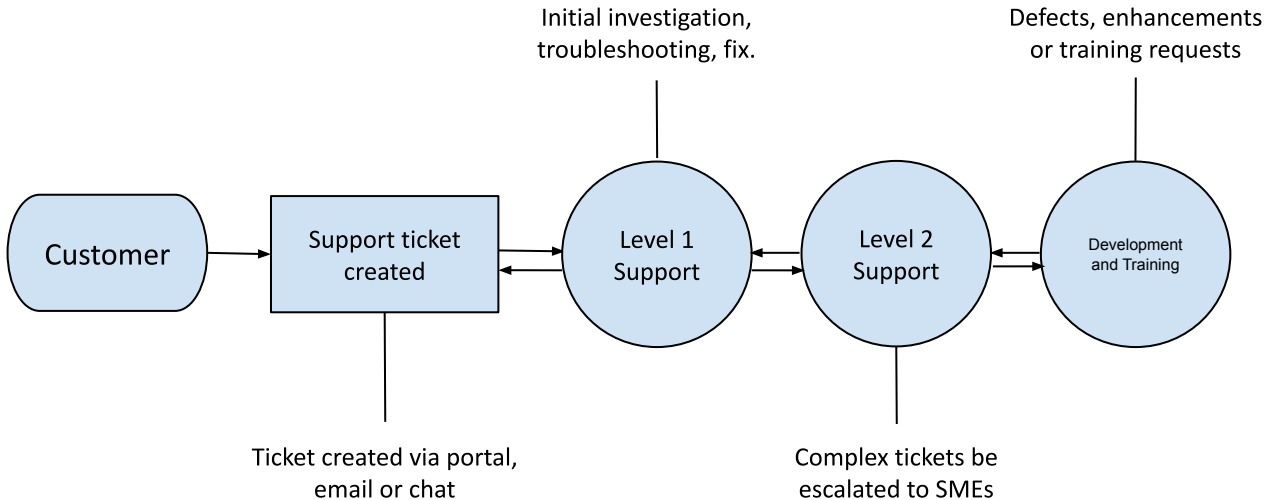 Initial investigation,
troubleshooting, fix.
Defects, enhancements
or training requests
Customer
Support ticket
created
Level 1
Support
Level 2
Support
Development
and Training
Ticket created via portal,
email or chat
Complex tickets be
escalated to SMEs